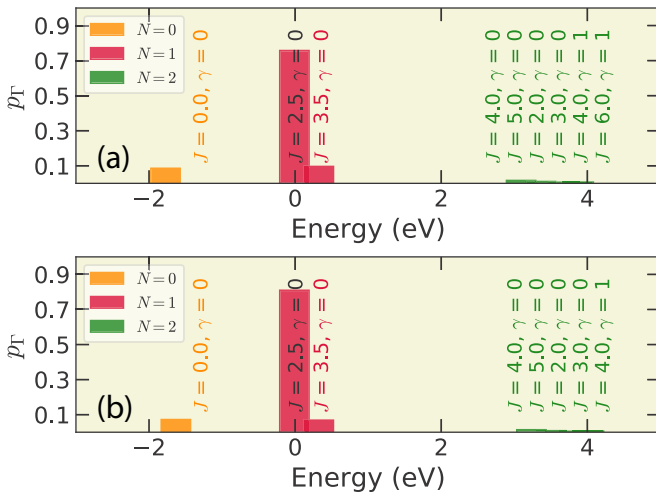 0.9
0.7
0.5
0.3
0.1
pΓ
N = 0
N = 1
N = 2
(a)
J = 0.0, γ = 0
J = 2.5, γ = 0
J = 3.5, γ = 0
J = 4.0, γ = 0
J = 5.0, γ = 0
J = 2.0, γ = 0
J = 3.0, γ = 0
J = 4.0, γ = 1
J = 6.0, γ = 1
−2 0 2 4
Energy (eV)
0.9
0.7
0.5
0.3
0.1
pΓ
N = 0
N = 1
N = 2
(b)
J = 0.0, γ = 0
J = 2.5, γ = 0
J = 3.5, γ = 0
J = 4.0, γ = 0
J = 5.0, γ = 0
J = 2.0, γ = 0
J = 3.0, γ = 0
J = 4.0, γ = 1
−2 0 2 4
Energy (eV)